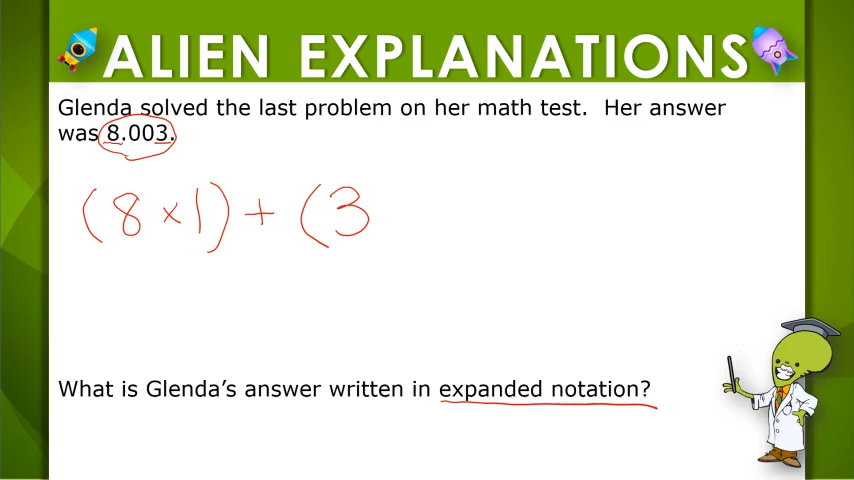 ALIEN EXPLANATIONS
Glenda solved the last problem on her math test. Her answer
was 8.003.
(8 × 1) + (3
What is Glenda's answer written in expanded notation?